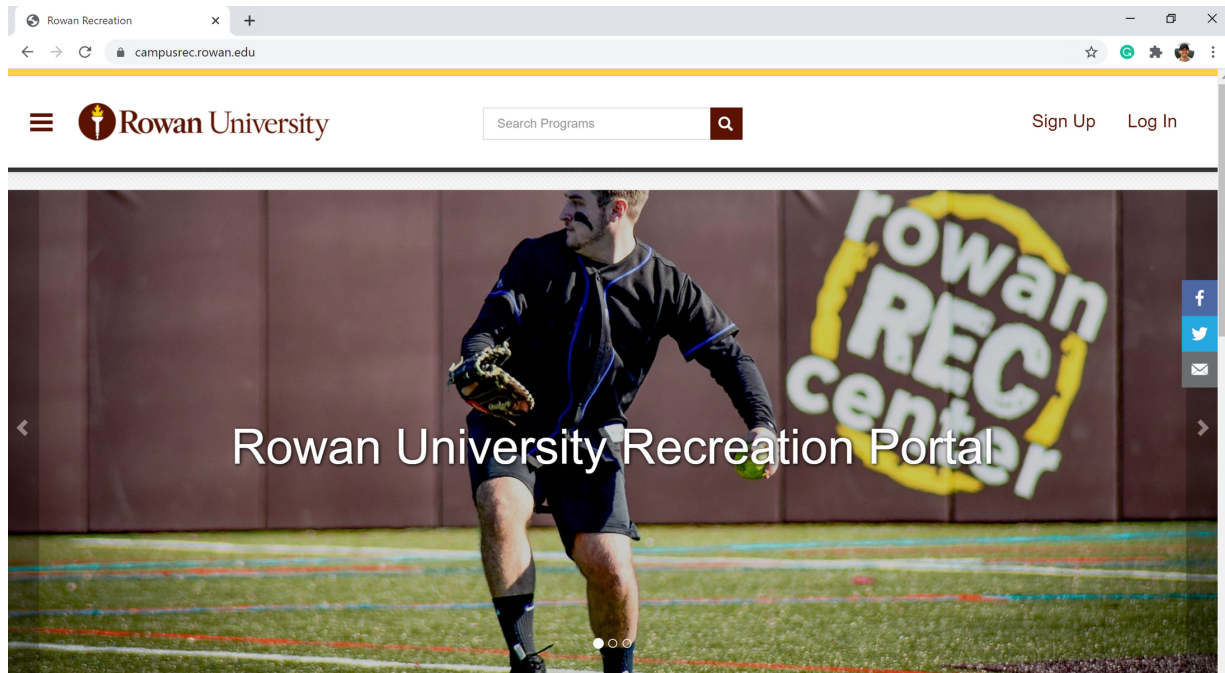 Rowan Recreation
campusrec.rowan.edu
Rowan University
Search Programs
Sign Up
Log In
rowan
REC
center
Rowan University Recreation Portal